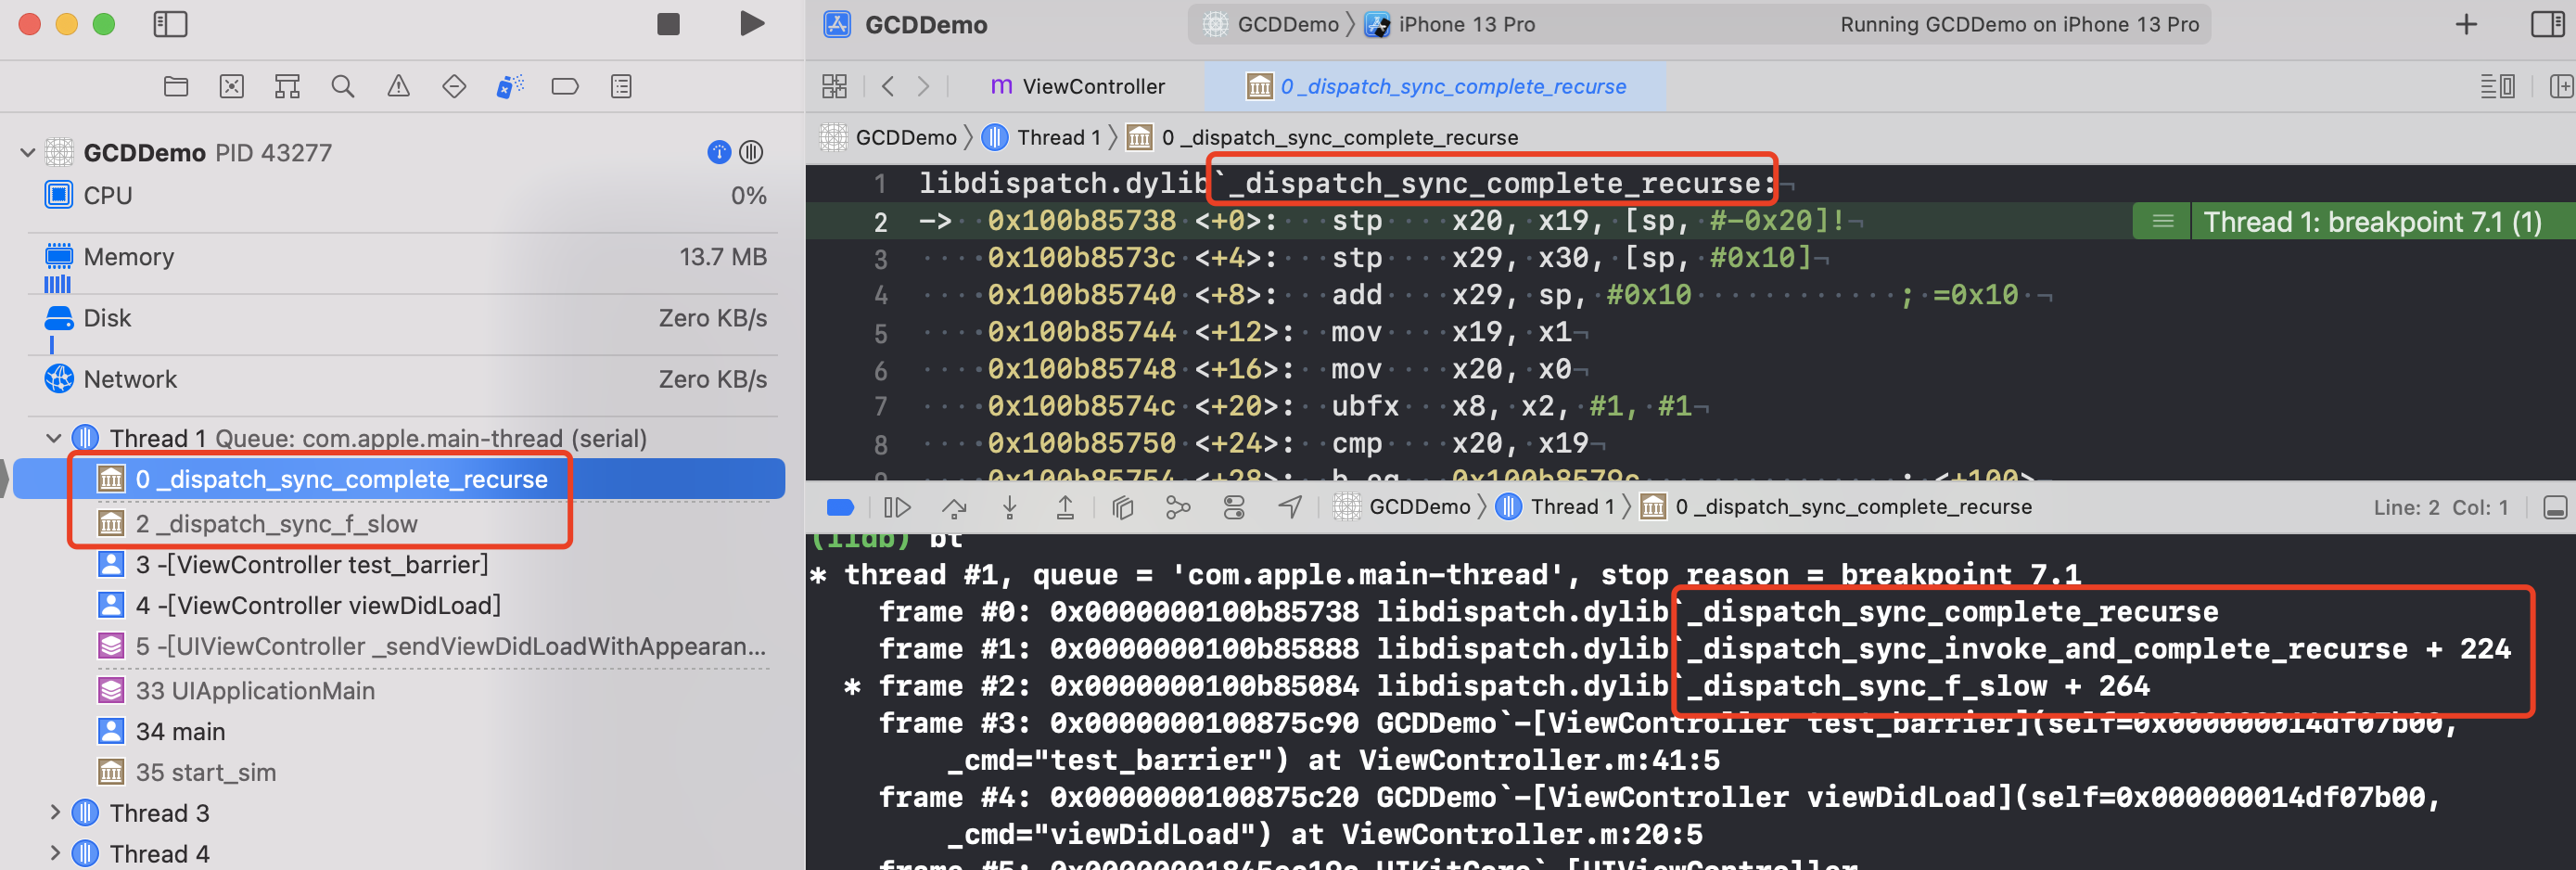 GCDDemo
GCDDemo 〉 iPhone 13 Pro
Running GCDDemo on iPhone 13 Pro
ViewController
0 _dispatch_sync_complete_recurse
GCDDemo 〉 Thread 1 〉 0 _dispatch_sync_complete_recurse
GCDDemo PID 43277
CPU 0%
Memory 13.7 MB
Disk Zero KB/s
Network Zero KB/s
Thread 1 Queue: com.apple.main-thread (serial)
0 _dispatch_sync_complete_recurse
2 _dispatch_sync_f_slow
3 -[ViewController test_barrier]
4 -[ViewController viewDidLoad]
5 -[UIViewController _sendViewDidLoadWithAppearan...
33 UIApplicationMain
34 main
35 start_sim
Thread 3
Thread 4
1 libdispatch.dylib`_dispatch_sync_complete_recurse:
2 -> 0x100b85738 <+0>: stp x20, x19, [sp, #-0x20]!
Thread 1: breakpoint 7.1 (1)
3 0x100b8573c <+4>: stp x29, x30, [sp, #0x10]
4 0x100b85740 <+8>: add x29, sp, #0x10 ; =0x10
5 0x100b85744 <+12>: mov x19, x1
6 0x100b85748 <+16>: mov x20, x0
7 0x100b8574c <+20>: ubfx x8, x2, #1, #1
8 0x100b85750 <+24>: cmp x20, x19
9 0x100b85754 <+28>: b.eq 0x100b8579c ; <+100>
GCDDemo 〉 Thread 1 〉 0 _dispatch_sync_complete_recurse
Line: 2 Col: 1
(lldb) bt
* thread #1, queue = 'com.apple.main-thread', stop reason = breakpoint 7.1
frame #0: 0x0000000100b85738 libdispatch.dylib`_dispatch_sync_complete_recurse
frame #1: 0x0000000100b85888 libdispatch.dylib`_dispatch_sync_invoke_and_complete_recurse + 224
* frame #2: 0x0000000100b85084 libdispatch.dylib`_dispatch_sync_f_slow + 264
frame #3: 0x0000000100875c90 GCDDemo`-[ViewController test_barrier](self=0x000000014df07b00,
_cmd="test_barrier") at ViewController.m:41:5
frame #4: 0x0000000100875c20 GCDDemo`-[ViewController viewDidLoad](self=0x000000014df07b00,
_cmd="viewDidLoad") at ViewController.m:20:5
frame #5: UIKitCore`-[UIViewController